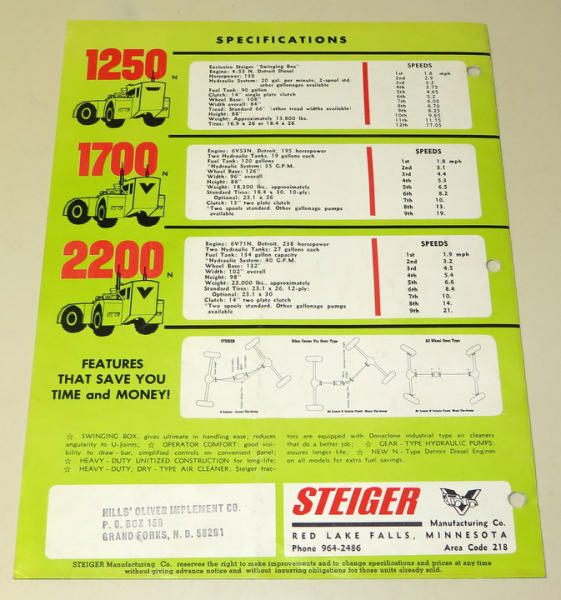 SPECIFICATIONS
1250 N
Exclusive Steiger "Swinging Box"
Engine: 4-53 N, Detroit Diesel
Horsepower: 130
Hydraulic System: 20 gal. per minute, 2-spool std.
other gallonages available
Fuel Tank: 90 gallon
Clutch: 14" single plate clutch
Wheel Base: 108"
Width overall: 84"
Tread: Standard 66" (other tread widths available)
Height: 88"
Weight: Approximately 13,800 lbs.
Tires: 16.9 x 26 or 18.4 x 26
SPEEDS
1st 1.8 mph
2nd 2.9
3rd 3.2
4th 3.75
5th 4.65
6th 5.2
7th 6.05
8th 6.70
9th 8.25
10th 9.65
11th 11.75
12th 17.05
1700 N
Engine: 6V53N, Detroit, 195 horsepower
Two Hydraulic Tanks, 19 gallons each
Fuel Tank: 120 gallons
*Hydraulic System: 35 G.P.M.
Wheel Base: 126"
Width: 96" overall
Height: 88"
Weight: 18,300 lbs. approximately
Standard Tires: 18.4 x 30, 10-ply;
Optional: 23.1 x 26
Clutch: 13" two plate clutch
*Two spools standard. Other gallonage pumps
available
SPEEDS
1st 1.8 mph
2nd 3.1
3rd 4.4
4th 5.3
5th 6.5
6th 8.2
7th 10.
8th 13.
9th 19.
2200 N
Engine: 6V71N, Detroit, 238 horsepower
Two Hydraulic Tanks: 27 gallons each
Fuel Tank: 154 gallon capacity
*Hydraulic System: 40 G.P.M.
Wheel Base: 132"
Width: 102" overall
Height: 98"
Weight: 23,000 lbs. approximately
Standard Tires: 23.1 x 26, 12-ply;
Optional: 23.1 x 30
Clutch: 14" two plate clutch
*Two spools standard. Other gallonage pumps
available
SPEEDS
1st 1.9 mph
2nd 3.2
3rd 4.5
4th 5.4
5th 6.6
6th 8.4
7th 10.
8th 14.
9th 21.
FEATURES
THAT SAVE YOU
TIME and MONEY!
STEIGER
Other Center Pin Steer Type
All Wheel Steer Type
☆ SWINGING BOX: gives ultimate in handling ease; reduces
angularity to U-Joints; ☆ OPERATOR COMFORT: good visi-
bility to draw - bar, simplified controls on convenient panel;
☆ HEAVY - DUTY UNITIZED CONSTRUCTION for long-life;
☆ HEAVY - DUTY, DRY - TYPE AIR CLEANER: Steiger trac-
tors are equipped with Donaclone industrial type air cleaners
that do a better job; ☆ GEAR - TYPE HYDRAULIC PUMPS:
assures longer life. ☆ NEW N - Type Detroit Diesel Engines
on all models for extra fuel savings.
HILLS' OLIVER IMPLEMENT CO.
P. O. BOX 156
GRAND FORKS, N. D. 58201
STEIGER
Manufacturing Co.
RED LAKE FALLS, MINNESOTA
Phone 964-2486 Area Code 218
STEIGER Manufacturing Co. reserves the right to make improvements and to change specifications and prices at any time
without giving advance notice and without incurring obligations for those units already sold.